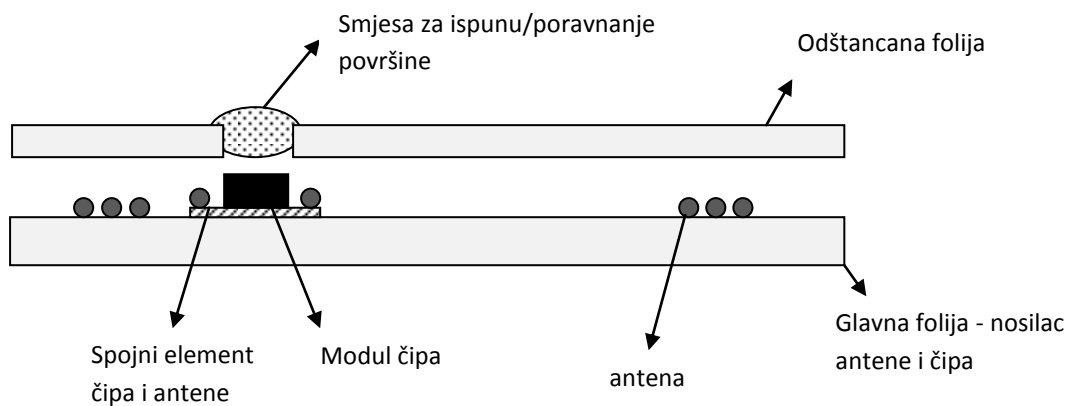 Smjesa za ispunu/poravnanje
površine
Odštancana folija
Spojni element
čipa i antene
Modul čipa
antena
Glavna folija - nosilac
antene i čipa